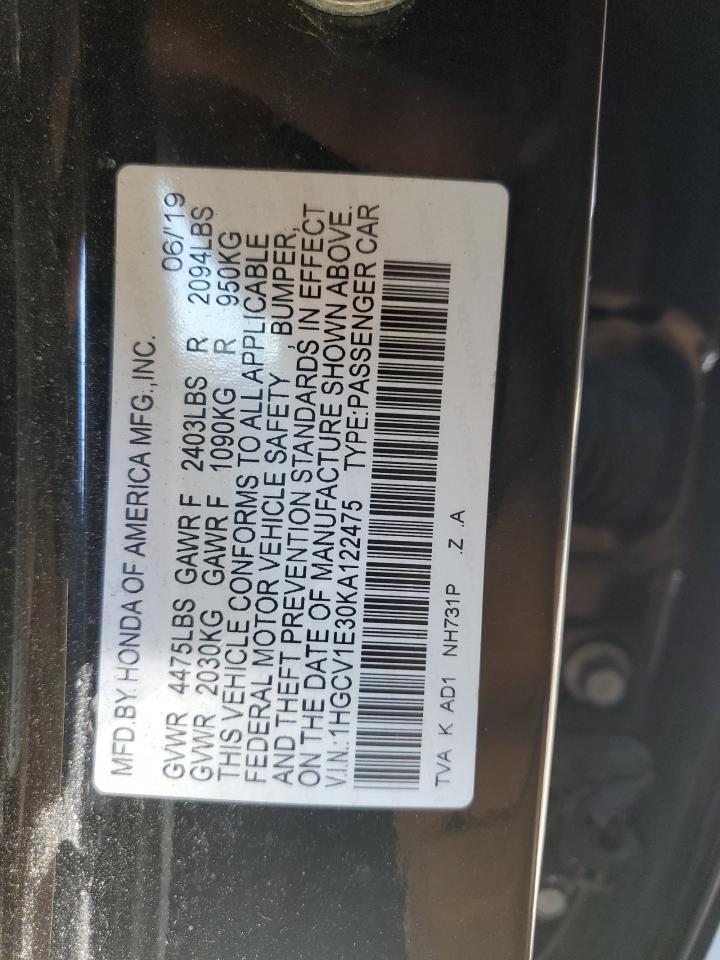 MFD.BY.HONDA OF AMERICA MFG.,INC. 06/'19
GVWR 4475LBS GAWR F 2403LBS R 2094LBS
GVWR 2030KG GAWR F 1090KG R 950KG
THIS VEHICLE CONFORMS TO ALL APPLICABLE
FEDERAL MOTOR VEHICLE SAFETY , BUMPER,
AND THEFT PREVENTION STANDARDS IN EFFECT
ON THE DATE OF MANUFACTURE SHOWN ABOVE.
V.I.N.:1HGCV1E30KA122475 TYPE:PASSENGER CAR
TVA K AD1 NH731P .Z .A